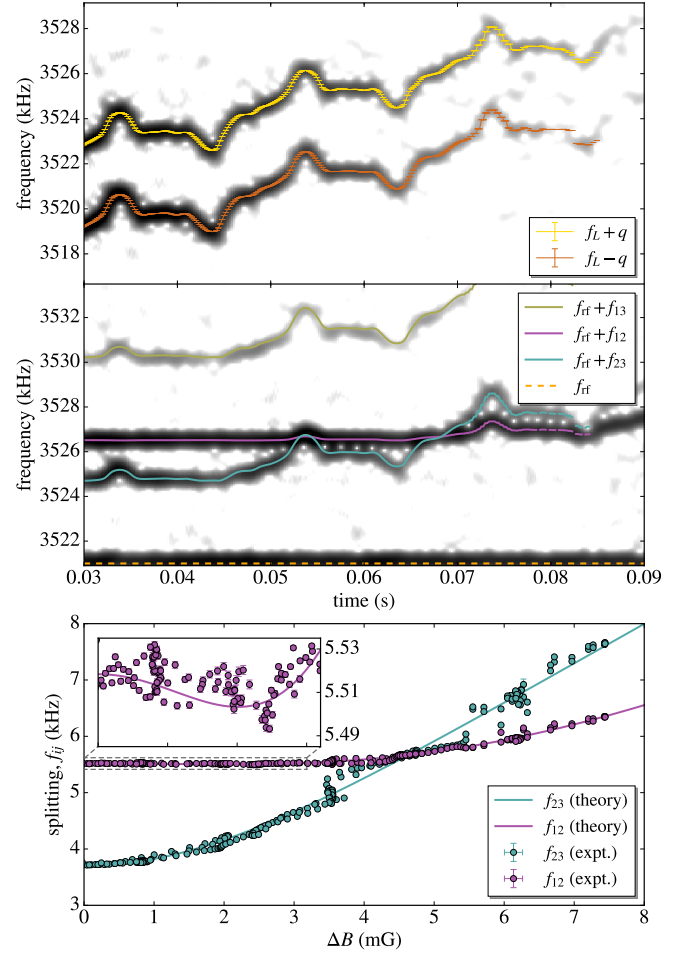 3528
3526
3524
3522
3520
3518
frequency (kHz)
f_L + q
f_L − q
3532
3530
3528
3526
3524
3522
frequency (kHz)
f_rf + f_13
f_rf + f_12
f_rf + f_23
f_rf
0.03 0.04 0.05 0.06 0.07 0.08 0.09
time (s)
8
7
6
5
4
3
splitting, f_ij (kHz)
5.53
5.51
5.49
f_23 (theory)
f_12 (theory)
f_23 (expt.)
f_12 (expt.)
0 1 2 3 4 5 6 7 8
ΔB (mG)